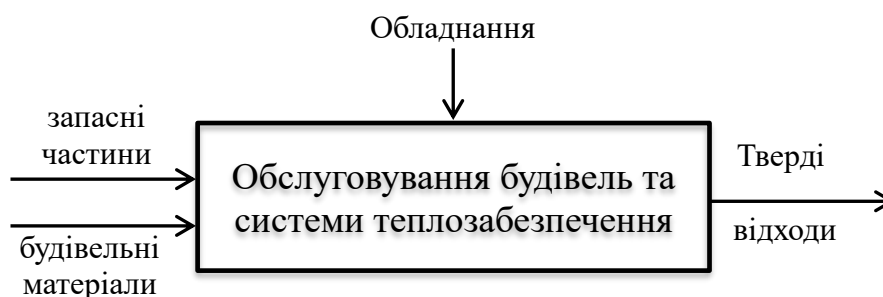 Обладнання
запасні
частини
Обслуговування будівель та
системи теплозабезпечення
Тверді
відходи
будівельні
матеріали